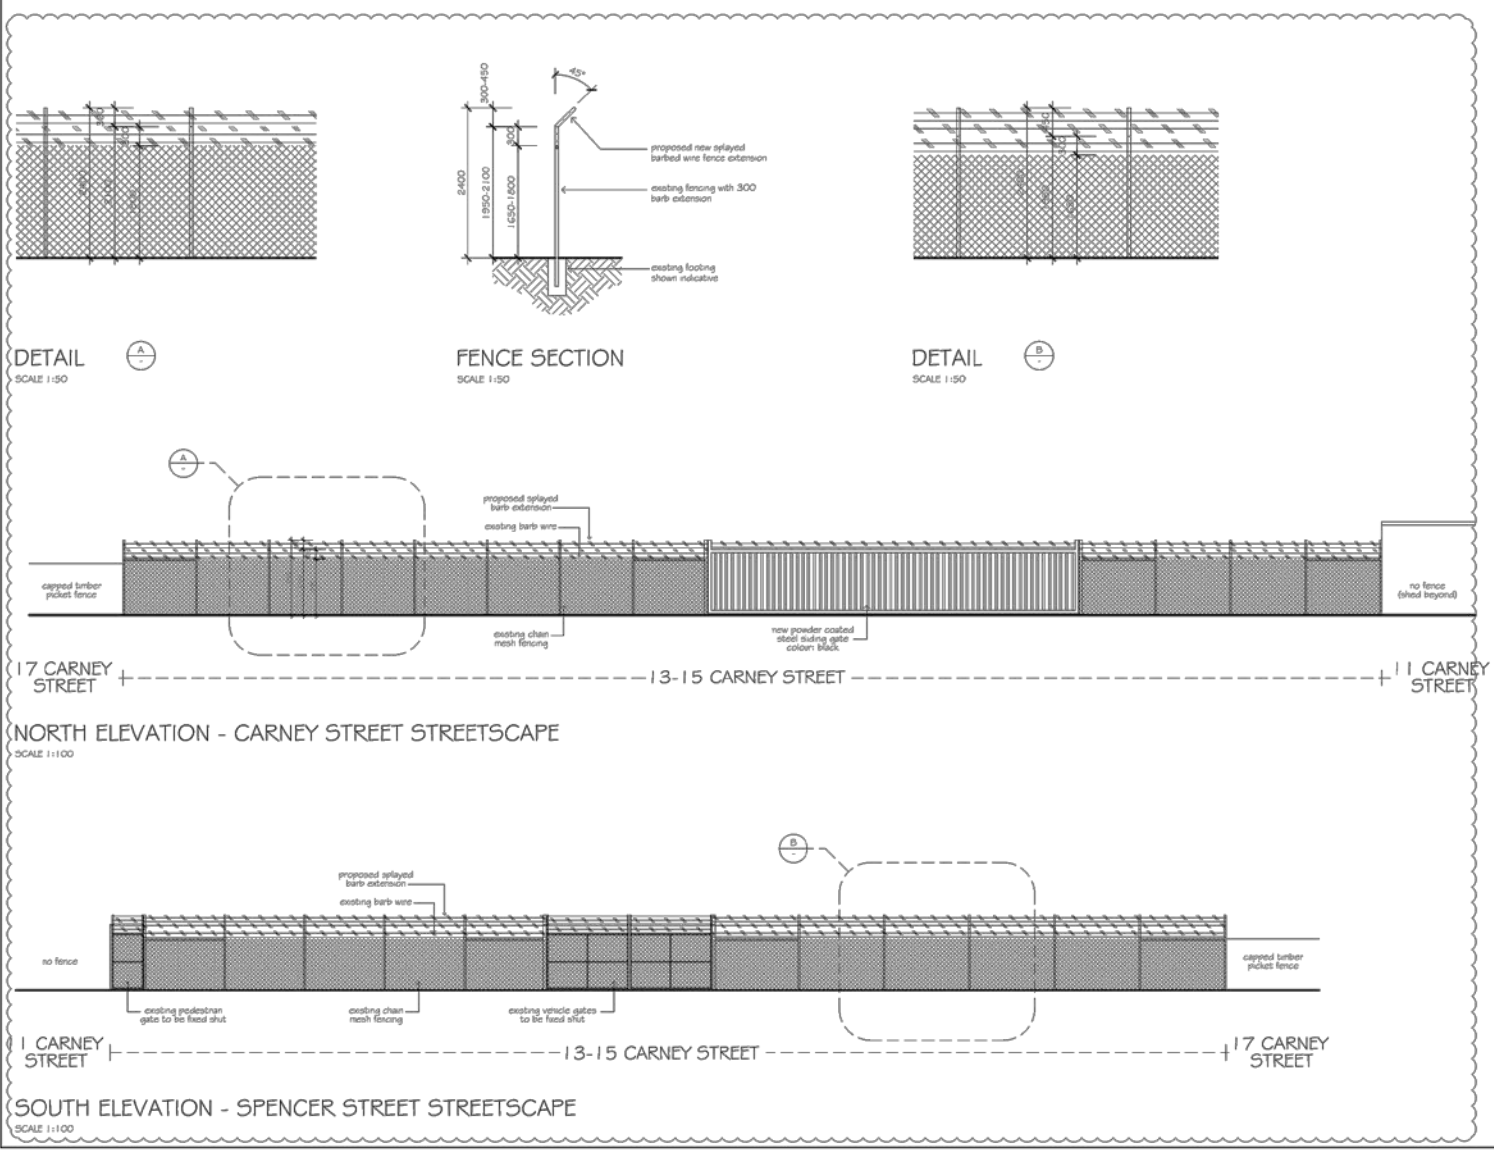 300
300
2400
2100
DETAIL
A
SCALE 1:50
45°
300-450
300
2400
1950-2100
1650-1800
proposed new splayed
barbed wire fence extension
existing fencing with 300
barb extension
existing footing
shown indicative
FENCE SECTION
SCALE 1:50
300
DETAIL
B
SCALE 1:50
A
proposed splayed
barb extension
existing barb wire
capped timber
picket fence
no fence
(shed beyond)
existing chain
mesh fencing
new powder coated
steel sliding gate
colour: black
17 CARNEY
STREET
13-15 CARNEY STREET
11 CARNEY
STREET
NORTH ELEVATION - CARNEY STREET STREETSCAPE
SCALE 1:100
B
proposed splayed
barb extension
existing barb wire
no fence
capped timber
picket fence
existing pedestrian
gate to be fixed shut
existing chain
mesh fencing
existing vehicle gates
to be fixed shut
11 CARNEY
STREET
13-15 CARNEY STREET
17 CARNEY
STREET
SOUTH ELEVATION - SPENCER STREET STREETSCAPE
SCALE 1:100